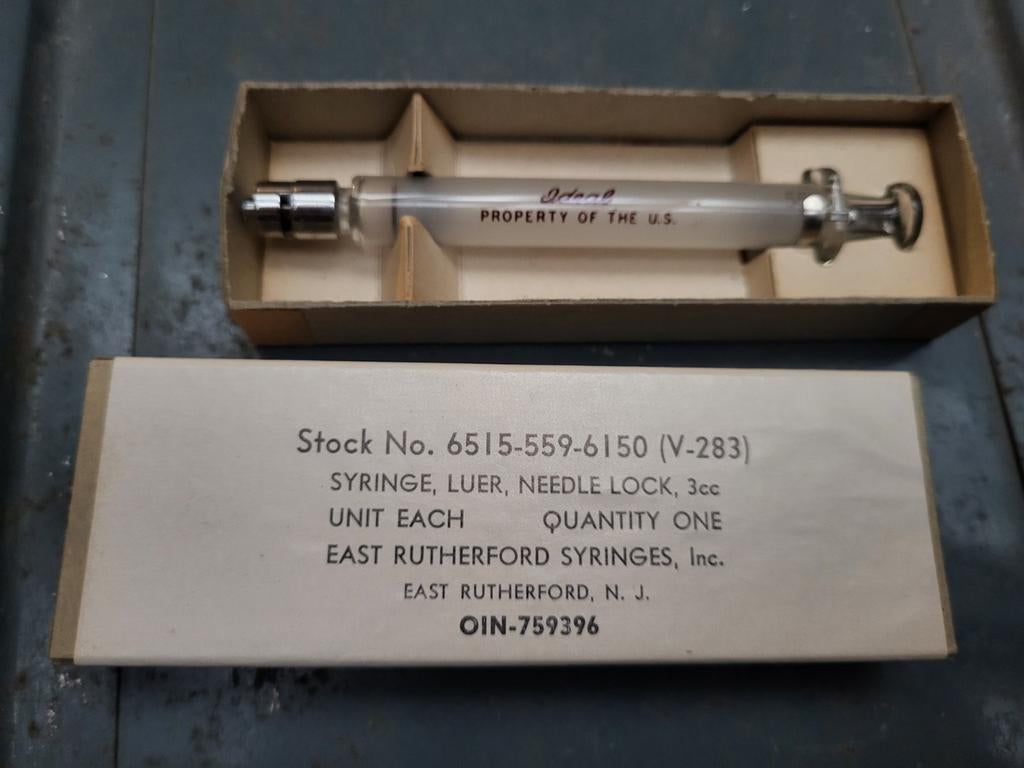 Ideal
PROPERTY OF THE U.S.
Stock No. 6515-559-6150 (V-283)
SYRINGE, LUER, NEEDLE LOCK, 3cc
UNIT EACH QUANTITY ONE
EAST RUTHERFORD SYRINGES, Inc.
EAST RUTHERFORD, N. J.
OIN-759396